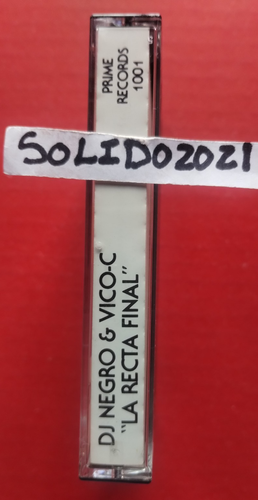 PRIME
RECORDS
1001
SOLIDO2021
DJ NEGRO & VICO-C
"LA RECTA FINAL"